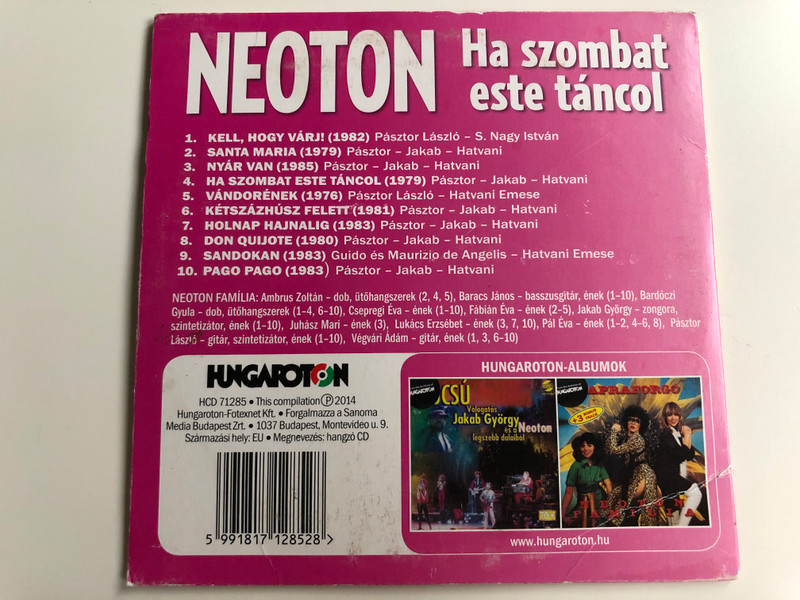 NEOTON
Ha szombat
este táncol
1. KELL, HOGY VÁRJ! (1982) Pásztor László – S. Nagy István
2. SANTA MARIA (1979) Pásztor – Jakab – Hatvani
3. NYÁR VAN (1985) Pásztor – Jakab – Hatvani
4. HA SZOMBAT ESTE TÁNCOL (1979) Pásztor – Jakab – Hatvani
5. VÁNDORÉNEK (1976) Pásztor László – Hatvani Emese
6. KÉTSZÁZHÚSZ FELETT (1981) Pásztor – Jakab – Hatvani
7. HOLNAP HAJNALIG (1983) Pásztor – Jakab – Hatvani
8. DON QUIJOTE (1980) Pásztor – Jakab – Hatvani
9. SANDOKAN (1983) Guido és Maurizio de Angelis – Hatvani Emese
10. PAGO PAGO (1983) Pásztor – Jakab – Hatvani
NEOTON FAMÍLIA: Ambrus Zoltán – dob, ütőhangszerek (2, 4, 5), Baracs János – basszusgitár, ének (1–10), Bardóczi
Gyula – dob, ütőhangszerek (1–4, 6–10), Csepregi Éva – ének (1–10), Fábián Éva – ének (2–5), Jakab György – zongora,
szintetizátor, ének (1–10), Juhász Mari – ének (3), Lukács Erzsébet – ének (3, 7, 10), Pál Éva – ének (1–2, 4–6, 8), Pásztor
László – gitár, szintetizátor, ének (1–10), Végvári Ádám – gitár, ének (1, 3, 6–10)
HUNGAROTON
HCD 71285 • This compilation Ⓟ 2014
Hungaroton-Fotexnet Kft. • Forgalmazza a Sanoma
Media Budapest Zrt. • 1037 Budapest, Montevideo u. 9.
Származási hely: EU • Megnevezés: hangzó CD
5 991817 128528 >
HUNGAROTON-ALBUMOK
OCSÚ
Válogatás
Jakab György
és a Neoton
legszebb dalaiból
APRAFORGÓ
+3
NEOTON
FAMÍLIA
www.hungaroton.hu